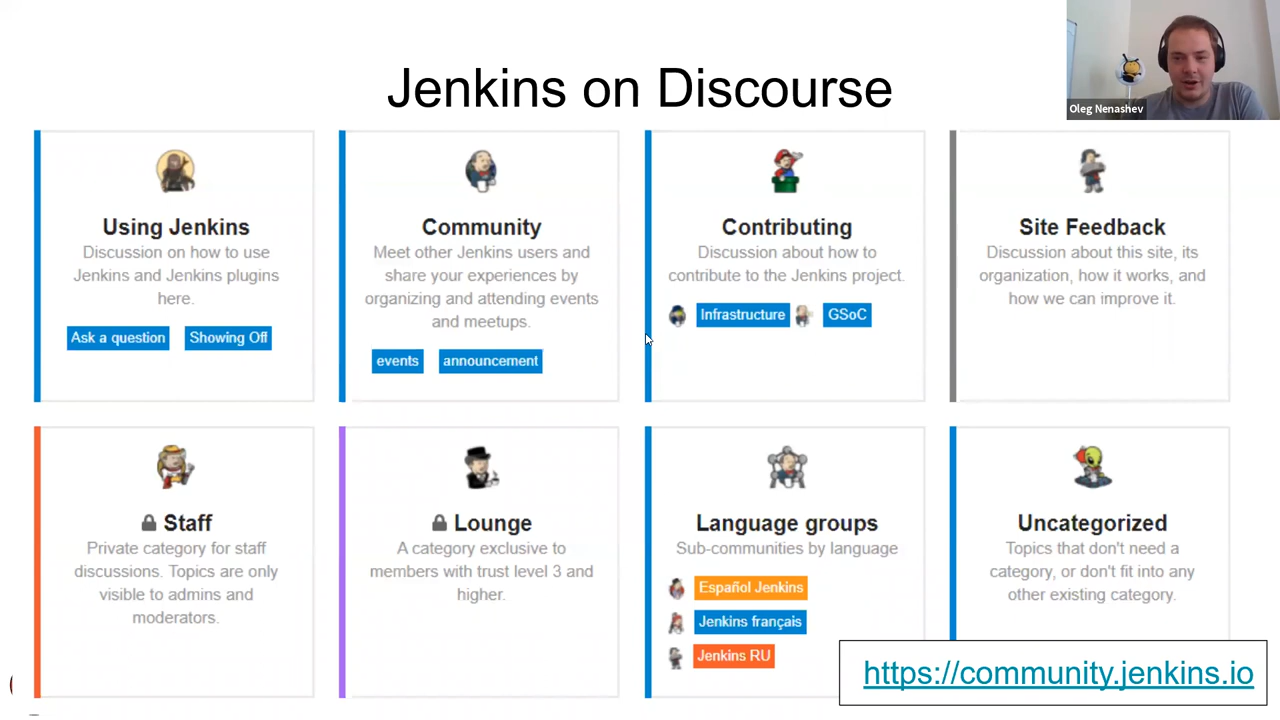 Jenkins on Discourse
Oleg Nenashev
Using Jenkins
Discussion on how to use
Jenkins and Jenkins plugins
here.
Ask a question
Showing Off
Community
Meet other Jenkins users and
share your experiences by
organizing and attending events
and meetups.
events
announcement
Contributing
Discussion about how to
contribute to the Jenkins project.
Infrastructure
GSoC
Site Feedback
Discussion about this site, its
organization, how it works, and
how we can improve it.
Staff
Private category for staff
discussions. Topics are only
visible to admins and
moderators.
Lounge
A category exclusive to
members with trust level 3 and
higher.
Language groups
Sub-communities by language
Español Jenkins
Jenkins français
Jenkins RU
Uncategorized
Topics that don't need a
category, or don't fit into any
other existing category.
https://community.jenkins.io